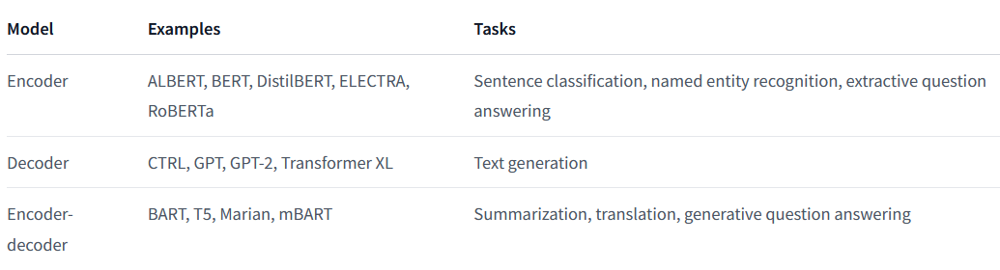 Model Examples Tasks
Encoder ALBERT, BERT, DistilBERT, ELECTRA, Sentence classification, named entity recognition, extractive question
RoBERTa answering
Decoder CTRL, GPT, GPT-2, Transformer XL Text generation
Encoder- BART, T5, Marian, mBART Summarization, translation, generative question answering
decoder